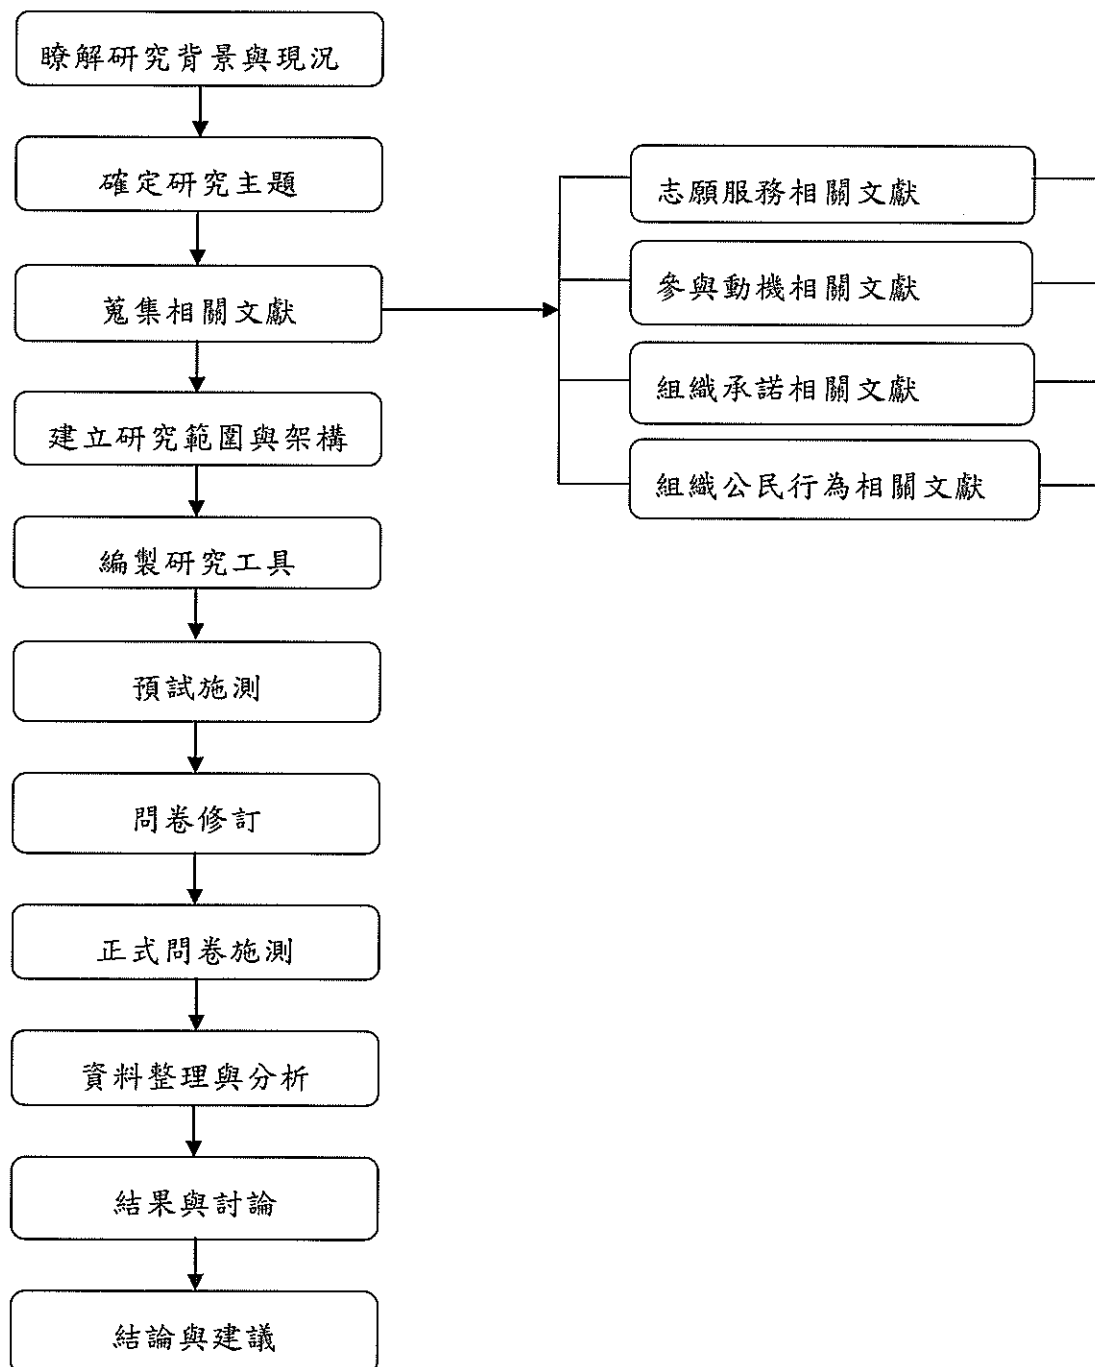 瞭解研究背景與現況
確定研究主題
蒐集相關文獻
志願服務相關文獻
參與動機相關文獻
組織承諾相關文獻
組織公民行為相關文獻
建立研究範圍與架構
編製研究工具
預試施測
問卷修訂
正式問卷施測
資料整理與分析
結果與討論
結論與建議